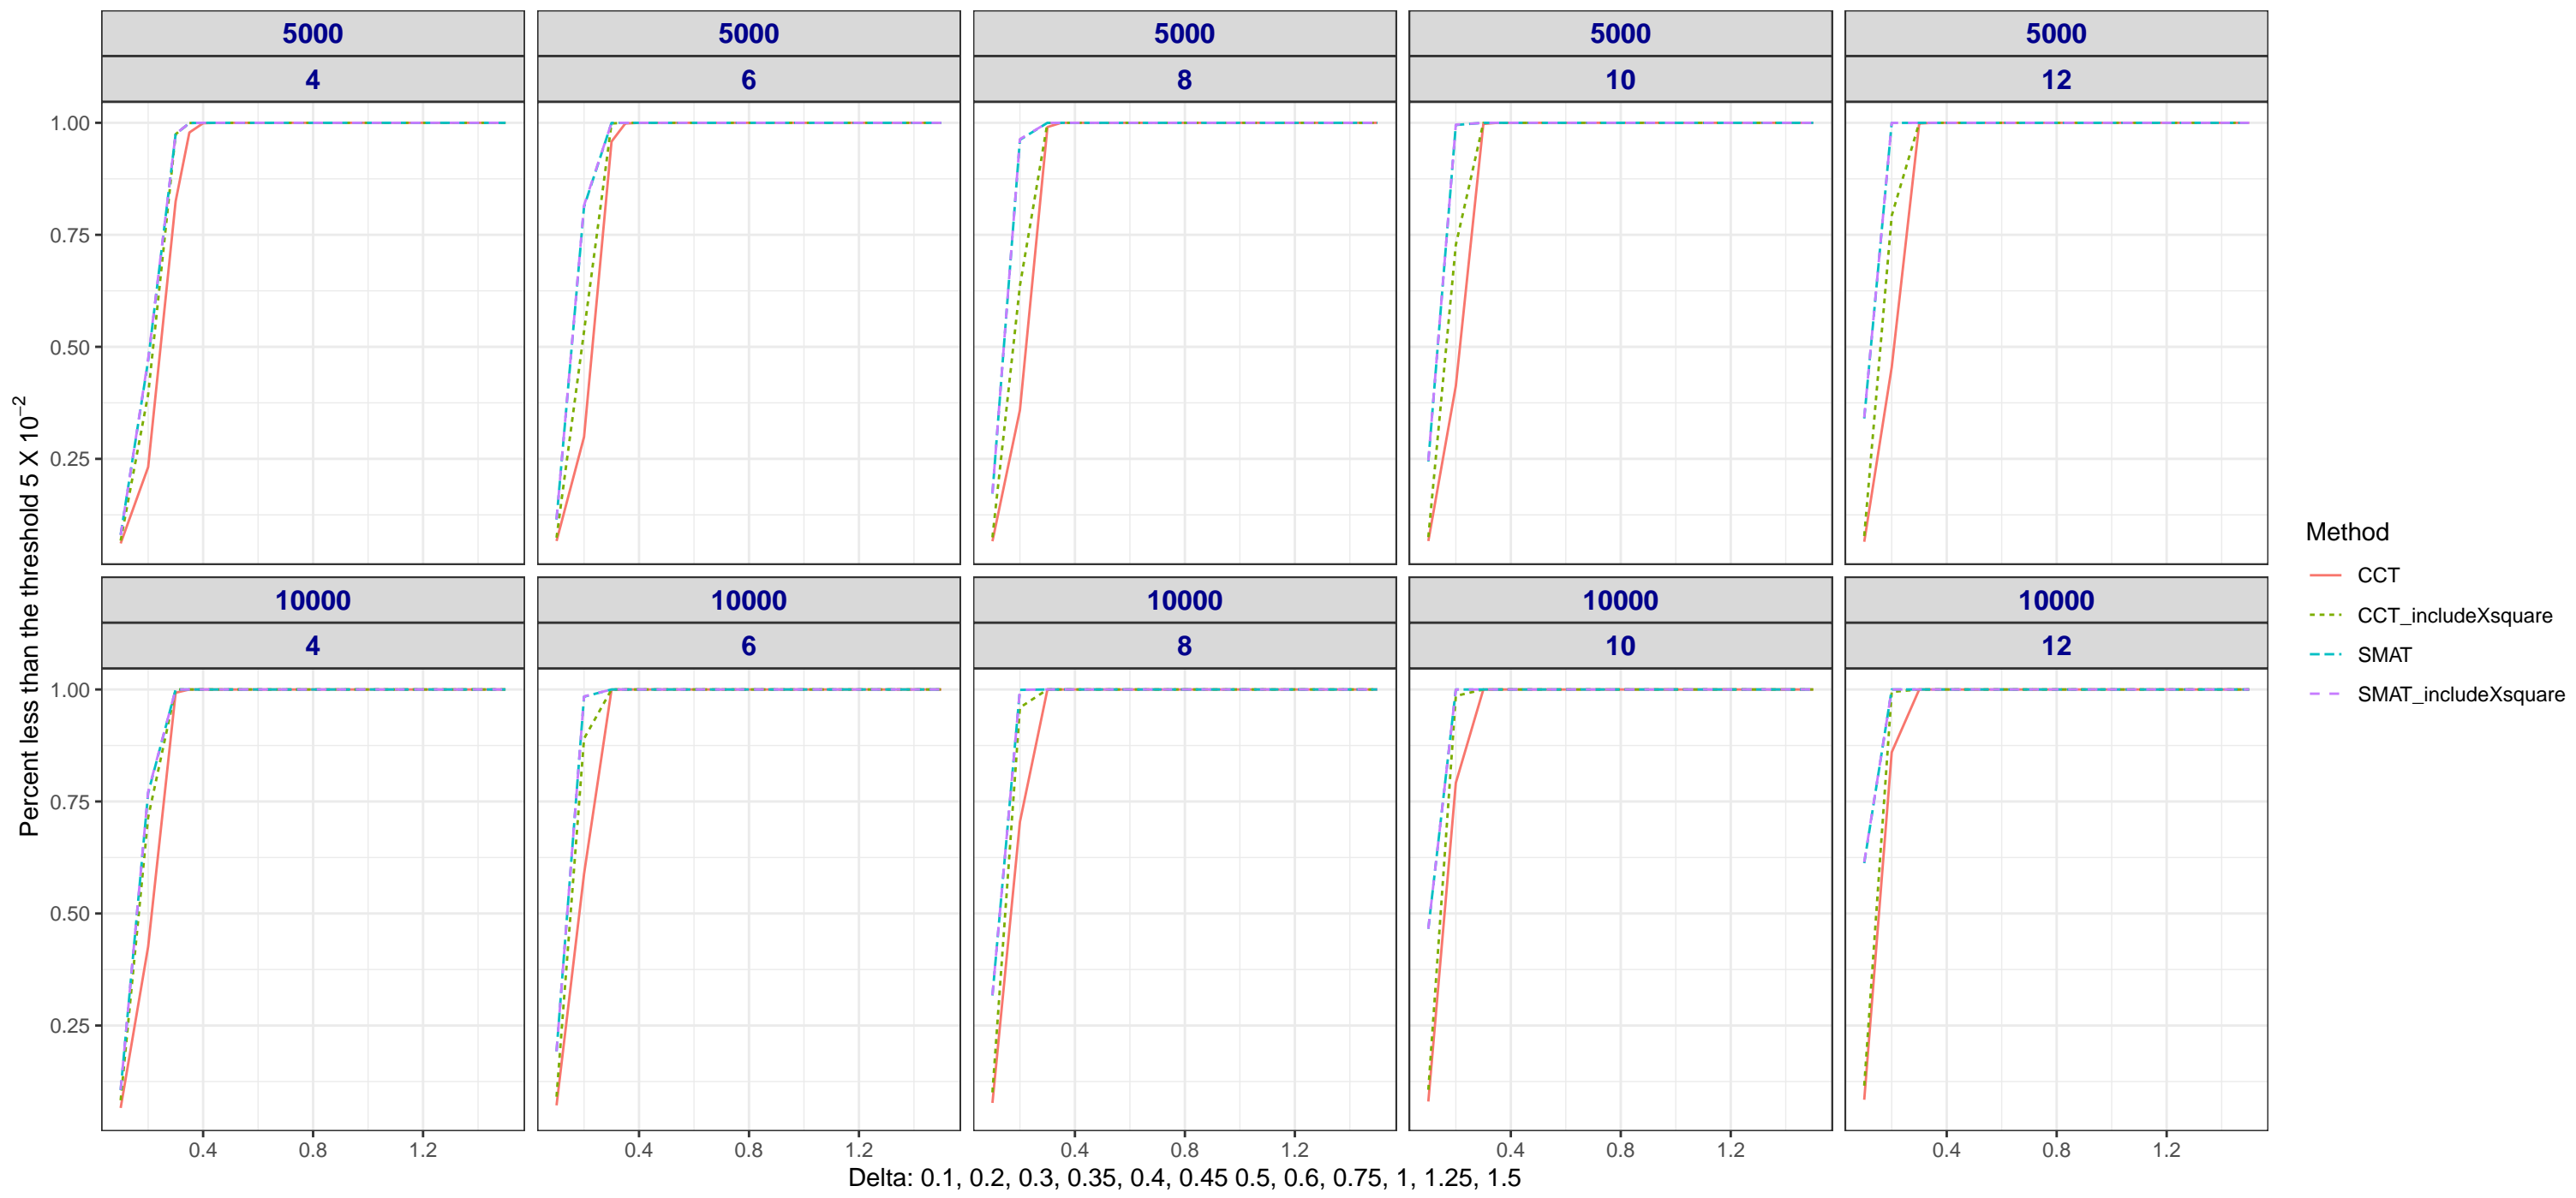 5000 5000 5000 5000 5000
4 6 8 10 12
1.00
0.75
0.50
0.25
10000 10000 10000 10000 10000
4 6 8 10 12
1.00
0.75
0.50
0.25
0.4 0.8 1.2 0.4 0.8 1.2 0.4 0.8 1.2 0.4 0.8 1.2 0.4 0.8 1.2
Delta: 0.1, 0.2, 0.3, 0.35, 0.4, 0.45 0.5, 0.6, 0.75, 1, 1.25, 1.5
Percent less than the threshold 5 X 10⁻²
Method
CCT
CCT_includeXsquare
SMAT
SMAT_includeXsquare